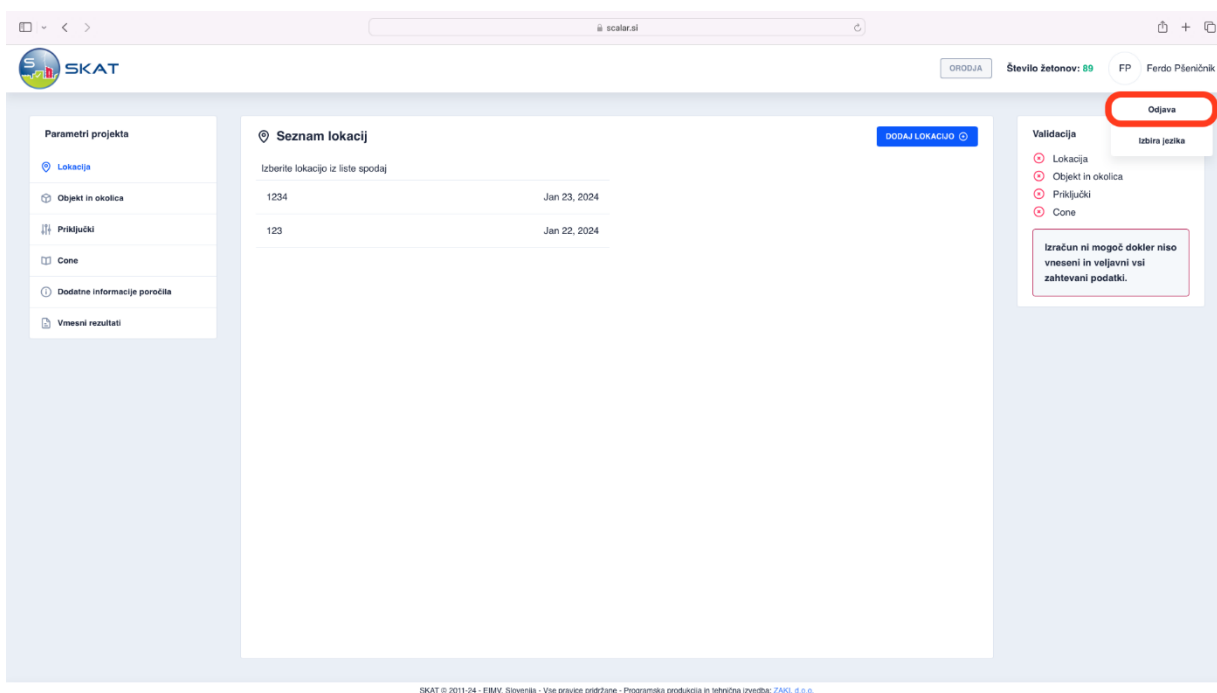 scalar.si
SKAT
ORODJA
Število žetonov: 89
FP
Ferdo Pšeničnik
Odjava
Izbira jezika
Parametri projekta
Lokacija
Objekt in okolica
Priključki
Cone
Dodatne informacije poročila
Vmesni rezultati
Seznam lokacij
DODAJ LOKACIJO
Izberite lokacijo iz liste spodaj
1234 Jan 23, 2024
123 Jan 22, 2024
Validacija
Lokacija
Objekt in okolica
Priključki
Cone
Izračun ni mogoč dokler niso
vneseni in veljavni vsi
zahtevani podatki.
SKAT © 2011-24 - EIMV, Slovenija - Vse pravice pridržane - Programska produkcija in tehnična izvedba: ZAKI, d.o.o.